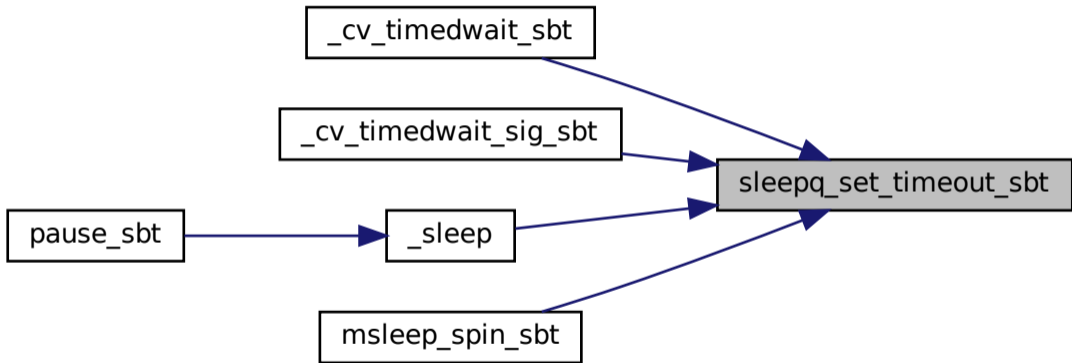 _cv_timedwait_sbt
_cv_timedwait_sig_sbt
sleepq_set_timeout_sbt
pause_sbt
_sleep
msleep_spin_sbt